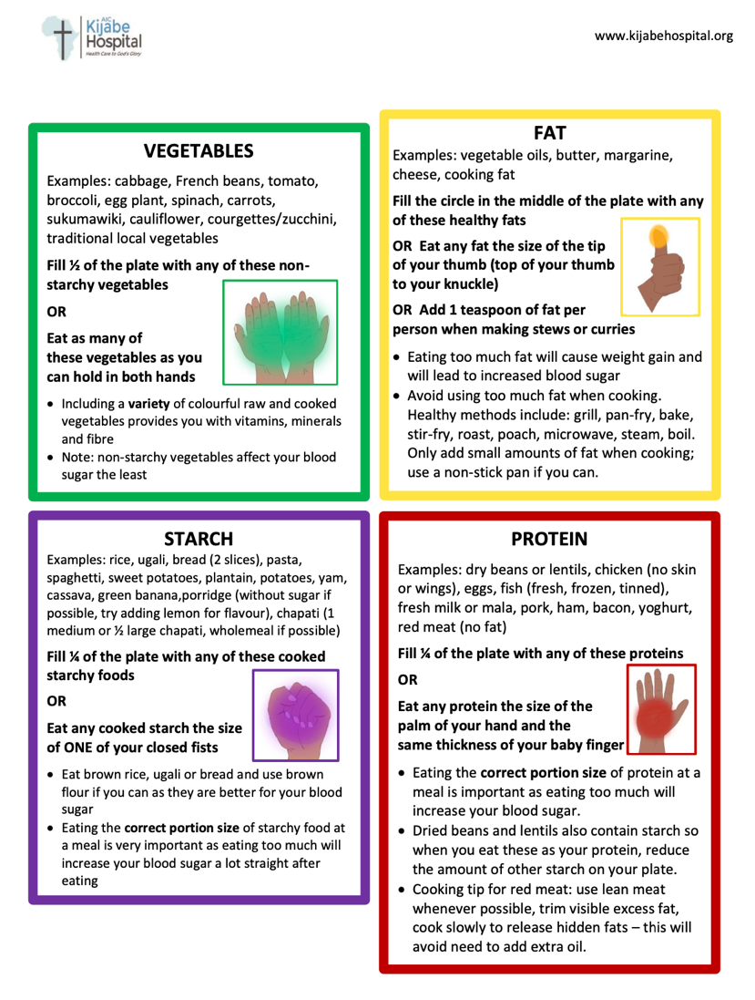 AIC
Kijabe
Hospital
Health Care to God's Glory
www.kijabehospital.org
VEGETABLES
Examples: cabbage, French beans, tomato,
broccoli, egg plant, spinach, carrots,
sukumawiki, cauliflower, courgettes/zucchini,
traditional local vegetables
Fill ½ of the plate with any of these non-
starchy vegetables
OR
Eat as many of
these vegetables as you
can hold in both hands
• Including a variety of colourful raw and cooked
vegetables provides you with vitamins, minerals
and fibre
• Note: non-starchy vegetables affect your blood
sugar the least
FAT
Examples: vegetable oils, butter, margarine,
cheese, cooking fat
Fill the circle in the middle of the plate with any
of these healthy fats
OR Eat any fat the size of the tip
of your thumb (top of your thumb
to your knuckle)
OR Add 1 teaspoon of fat per
person when making stews or curries
• Eating too much fat will cause weight gain and
will lead to increased blood sugar
• Avoid using too much fat when cooking.
Healthy methods include: grill, pan-fry, bake,
stir-fry, roast, poach, microwave, steam, boil.
Only add small amounts of fat when cooking;
use a non-stick pan if you can.
STARCH
Examples: rice, ugali, bread (2 slices), pasta,
spaghetti, sweet potatoes, plantain, potatoes, yam,
cassava, green banana,porridge (without sugar if
possible, try adding lemon for flavour), chapati (1
medium or ½ large chapati, wholemeal if possible)
Fill ¼ of the plate with any of these cooked
starchy foods
OR
Eat any cooked starch the size
of ONE of your closed fists
• Eat brown rice, ugali or bread and use brown
flour if you can as they are better for your blood
sugar
• Eating the correct portion size of starchy food at
a meal is very important as eating too much will
increase your blood sugar a lot straight after
eating
PROTEIN
Examples: dry beans or lentils, chicken (no skin
or wings), eggs, fish (fresh, frozen, tinned),
fresh milk or mala, pork, ham, bacon, yoghurt,
red meat (no fat)
Fill ¼ of the plate with any of these proteins
OR
Eat any protein the size of the
palm of your hand and the
same thickness of your baby finger
• Eating the correct portion size of protein at a
meal is important as eating too much will
increase your blood sugar.
• Dried beans and lentils also contain starch so
when you eat these as your protein, reduce
the amount of other starch on your plate.
• Cooking tip for red meat: use lean meat
whenever possible, trim visible excess fat,
cook slowly to release hidden fats – this will
avoid need to add extra oil.